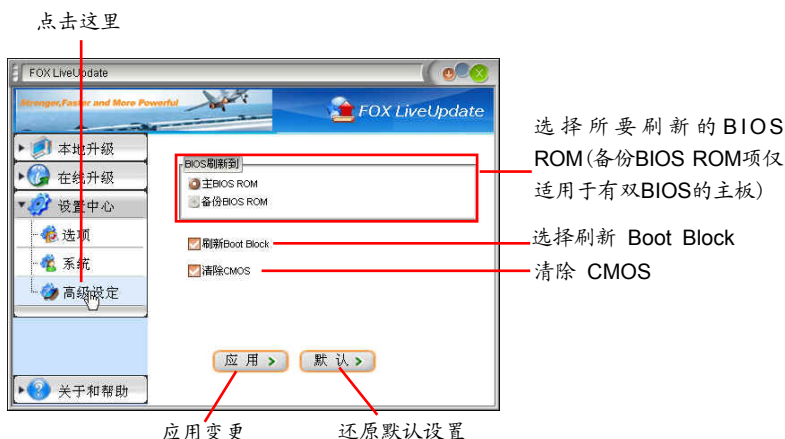 点击这里
FOX LiveUpdate
Stronger,Faster and More Powerful
FOX LiveUpdate
本地升级
在线升级
设置中心
选项
系统
高级设定
关于和帮助
BIOS刷新到
主BIOS ROM
备份BIOS ROM
刷新Boot Block
清除CMOS
应 用
默 认
选择所要刷新的BIOS
ROM(备份BIOS ROM项仅
适用于有双BIOS的主板)
选择刷新 Boot Block
清除 CMOS
应用变更
还原默认设置